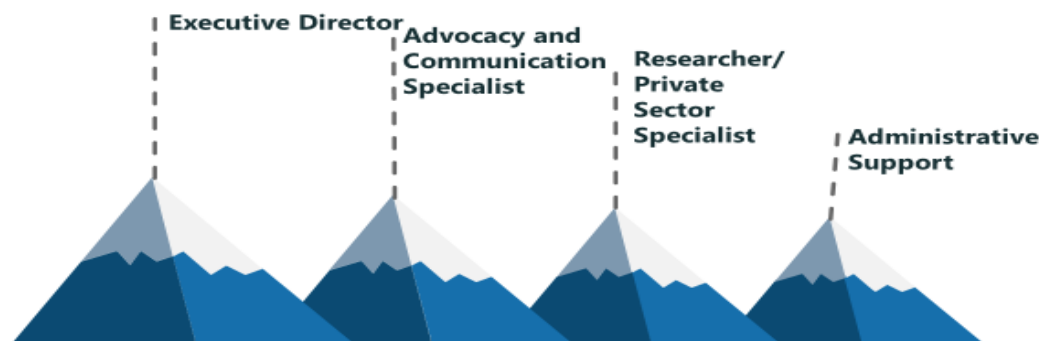 Executive Director
Advocacy and
Communication
Specialist
Researcher/
Private
Sector
Specialist
Administrative
Support